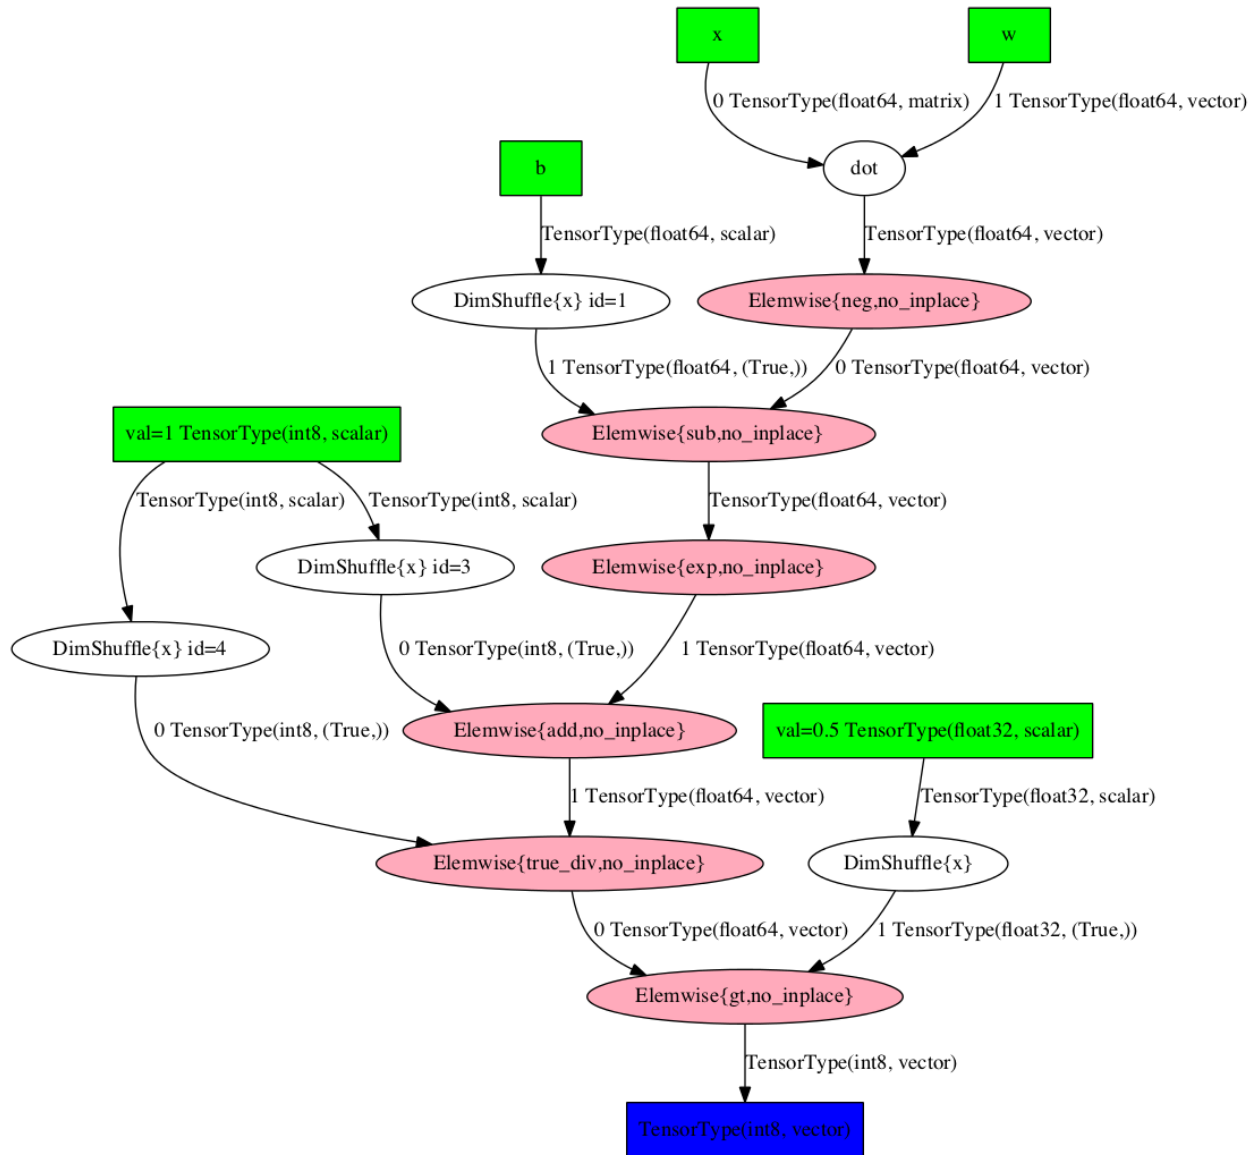 x
w
0 TensorType(float64, matrix)
1 TensorType(float64, vector)
b
dot
TensorType(float64, scalar)
TensorType(float64, vector)
DimShuffle{x} id=1
Elemwise{neg,no_inplace}
1 TensorType(float64, (True,))
0 TensorType(float64, vector)
val=1 TensorType(int8, scalar)
Elemwise{sub,no_inplace}
TensorType(int8, scalar)
TensorType(int8, scalar)
TensorType(float64, vector)
DimShuffle{x} id=3
Elemwise{exp,no_inplace}
DimShuffle{x} id=4
0 TensorType(int8, (True,))
1 TensorType(float64, vector)
0 TensorType(int8, (True,))
Elemwise{add,no_inplace}
val=0.5 TensorType(float32, scalar)
1 TensorType(float64, vector)
TensorType(float32, scalar)
Elemwise{true_div,no_inplace}
DimShuffle{x}
0 TensorType(float64, vector)
1 TensorType(float32, (True,))
Elemwise{gt,no_inplace}
TensorType(int8, vector)
TensorType(int8, vector)